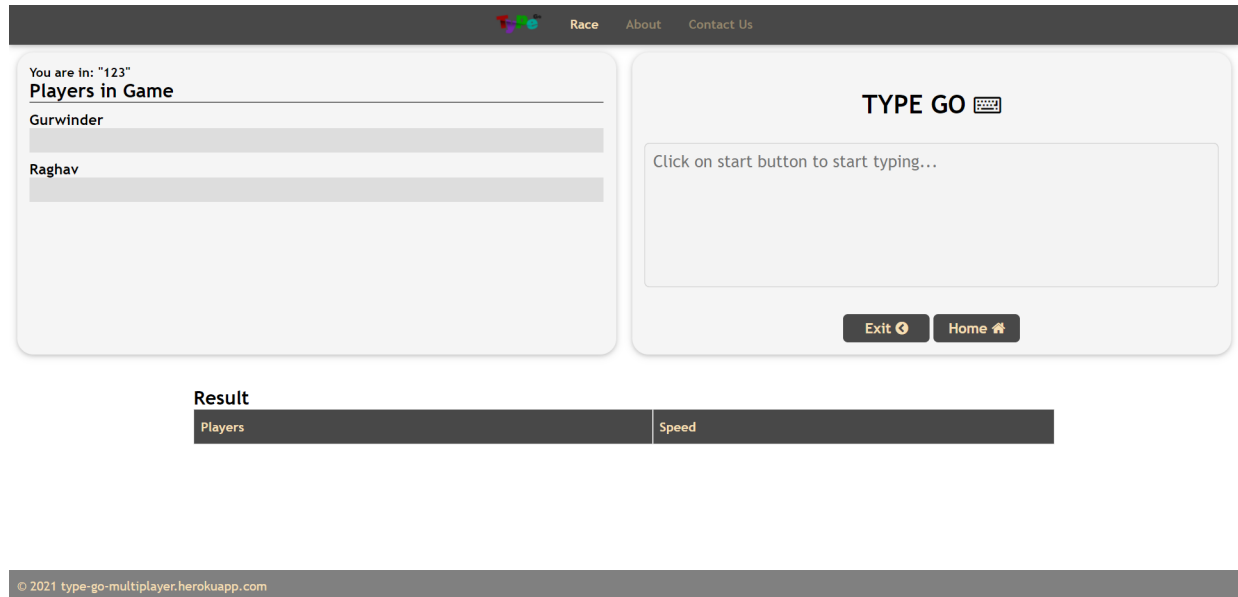 Type
Race About Contact Us
You are in: "123"
Players in Game
Gurwinder
Raghav
TYPE GO
Click on start button to start typing...
Exit Home
Result
Players Speed
© 2021 type-go-multiplayer.herokuapp.com